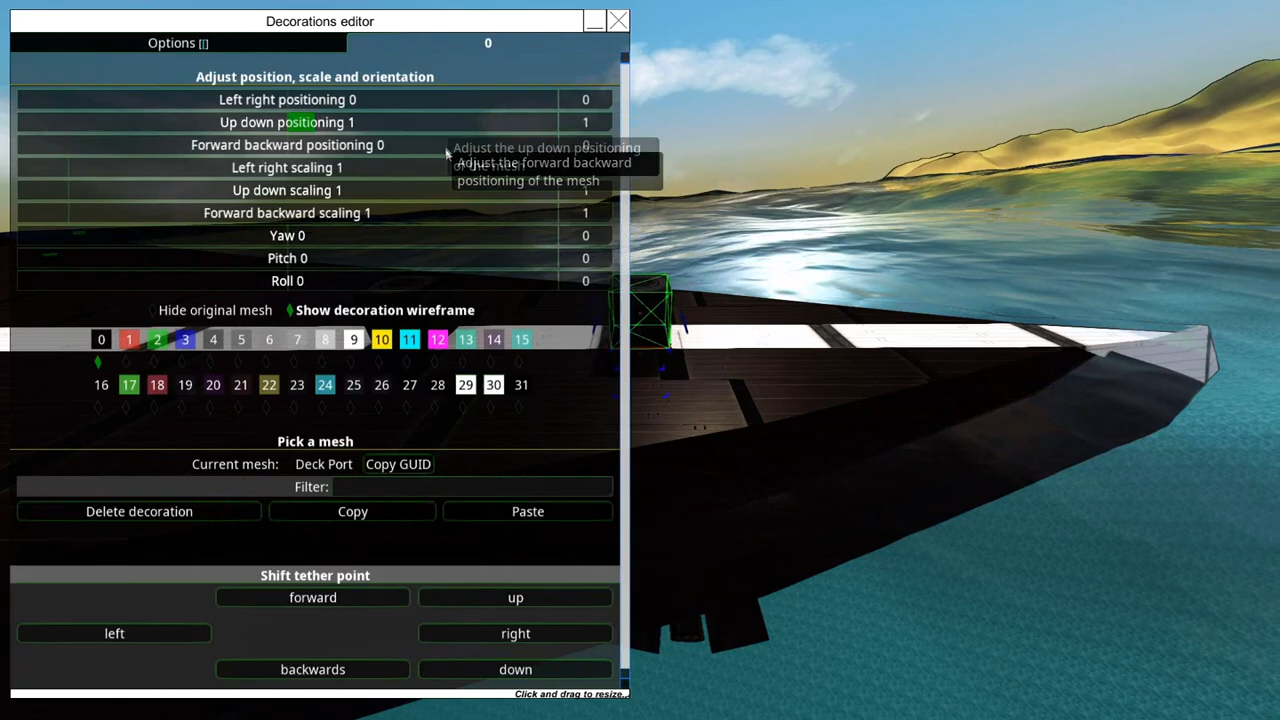 Decorations editor
Options [[]
0
Adjust position, scale and orientation
Left right positioning 0
0
Up down positioning 1
1
Forward backward positioning 0
0
Adjust the up down positioning
of the mesh
Adjust the forward backward
positioning of the mesh
Left right scaling 1
Up down scaling 1
1
Forward backward scaling 1
1
Yaw 0
0
Pitch 0
0
Roll 0
0
Hide original mesh
Show decoration wireframe
0 1 2 3 4 5 6 7 8 9 10 11 12 13 14 15
16 17 18 19 20 21 22 23 24 25 26 27 28 29 30 31
Pick a mesh
Current mesh: Deck Port Copy GUID
Filter:
Delete decoration
Copy
Paste
Shift tether point
forward
up
left
right
backwards
down
Click and drag to resize..